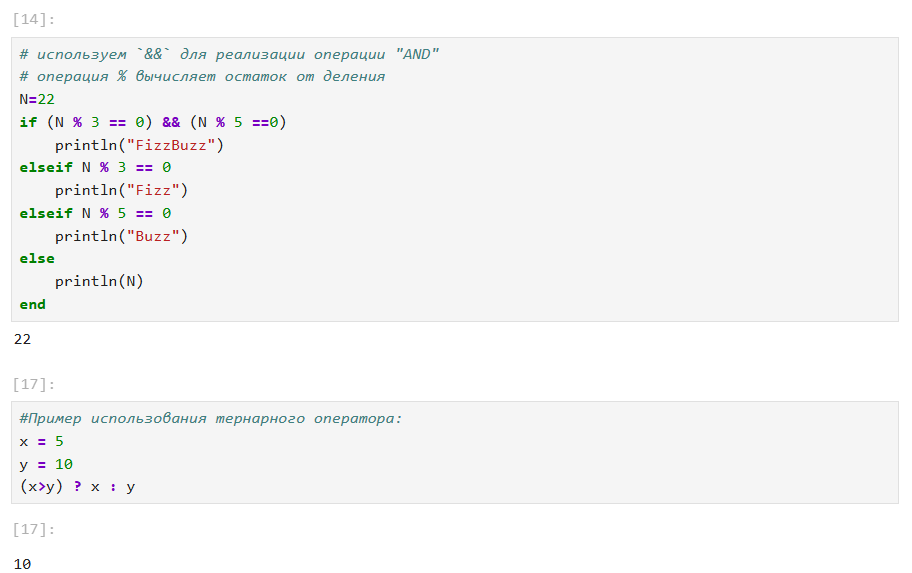 [14]:
# используем `&&` для реализации операции "AND"
# операция % вычисляет остаток от деления
N=22
if (N % 3 == 0) && (N % 5 ==0)
    println("FizzBuzz")
elseif N % 3 == 0
    println("Fizz")
elseif N % 5 == 0
    println("Buzz")
else
    println(N)
end
22
[17]:
#Пример использования тернарного оператора:
x = 5
y = 10
(x>y) ? x : y
[17]:
10